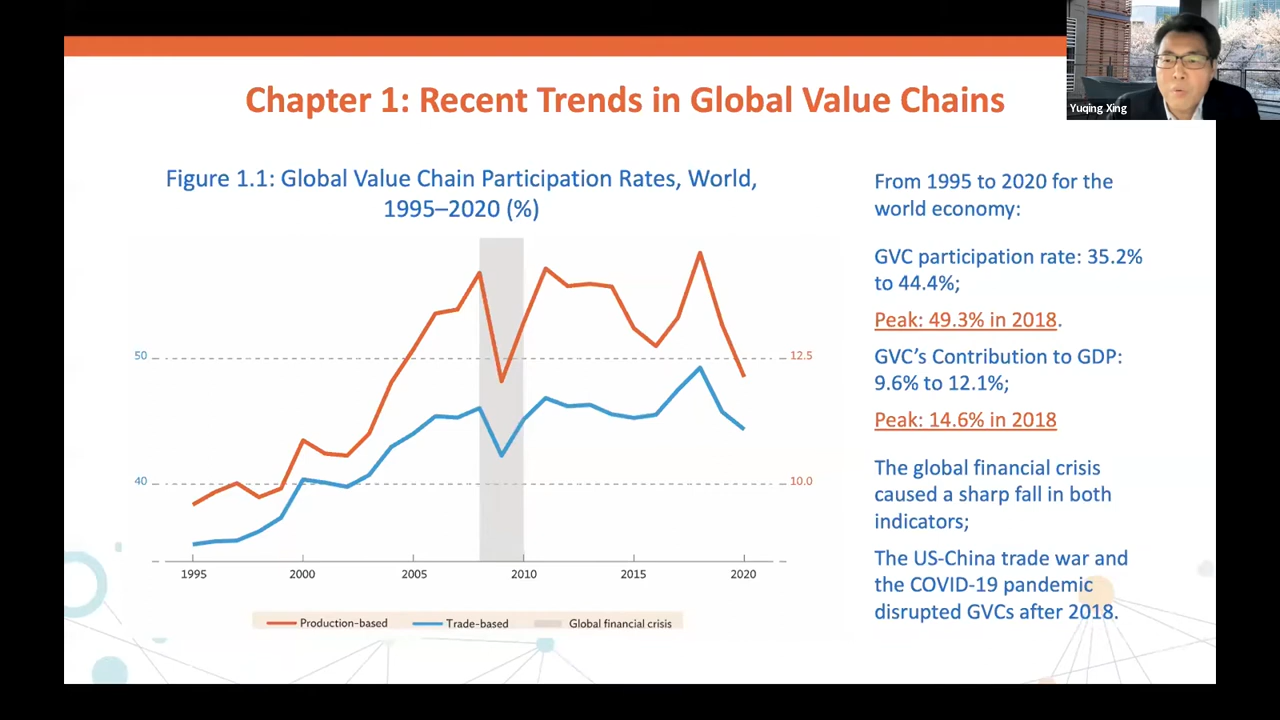 Chapter 1: Recent Trends in Global Value Chains
Yuqing Xing
Figure 1.1: Global Value Chain Participation Rates, World,
1995–2020 (%)
50
12.5
40
10.0
1995
2000
2005
2010
2015
2020
Production-based
Trade-based
Global financial crisis
From 1995 to 2020 for the
world economy:
GVC participation rate: 35.2%
to 44.4%;
Peak: 49.3% in 2018.
GVC’s Contribution to GDP:
9.6% to 12.1%;
Peak: 14.6% in 2018
The global financial crisis
caused a sharp fall in both
indicators;
The US-China trade war and
the COVID-19 pandemic
disrupted GVCs after 2018.